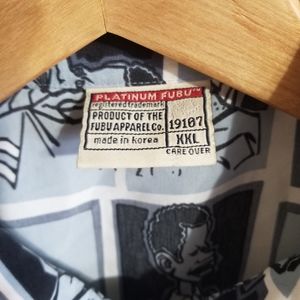 PLATINUM FUBU™
registered trademark
PRODUCT OF THE
FUBU APPAREL Co.
made in korea
19107
XXL
CARE OVER